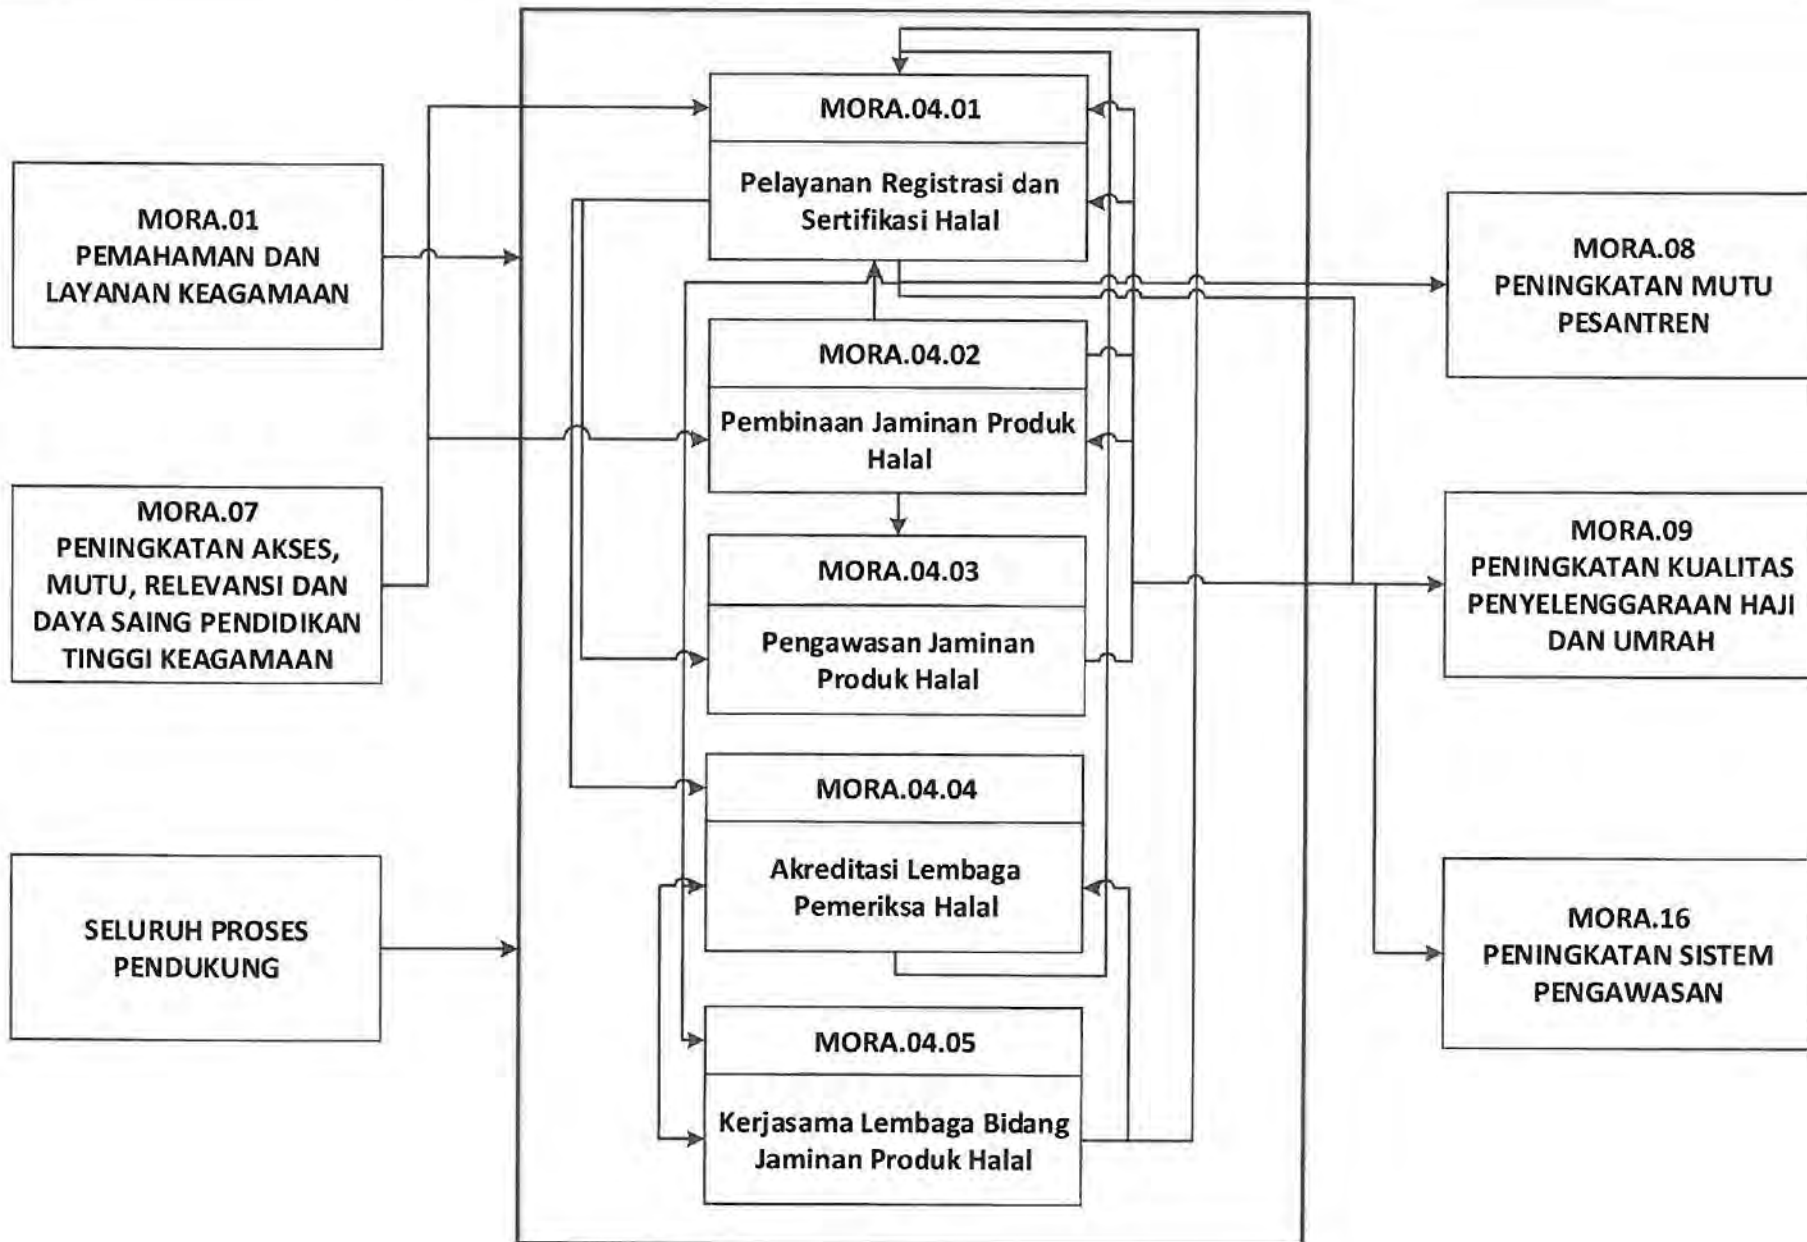 MORA.01
PEMAHAMAN DAN
LAYANAN KEAGAMAAN
MORA.07
PENINGKATAN AKSES,
MUTU, RELEVANSI DAN
DAYA SAING PENDIDIKAN
TINGGI KEAGAMAAN
SELURUH PROSES
PENDUKUNG
MORA.04.01
Pelayanan Registrasi dan
Sertifikasi Halal
MORA.04.02
Pembinaan Jaminan Produk
Halal
MORA.04.03
Pengawasan Jaminan
Produk Halal
MORA.04.04
Akreditasi Lembaga
Pemeriksa Halal
MORA.04.05
Kerjasama Lembaga Bidang
Jaminan Produk Halal
MORA.08
PENINGKATAN MUTU
PESANTREN
MORA.09
PENINGKATAN KUALITAS
PENYELENGGARAAN HAJI
DAN UMRAH
MORA.16
PENINGKATAN SISTEM
PENGAWASAN